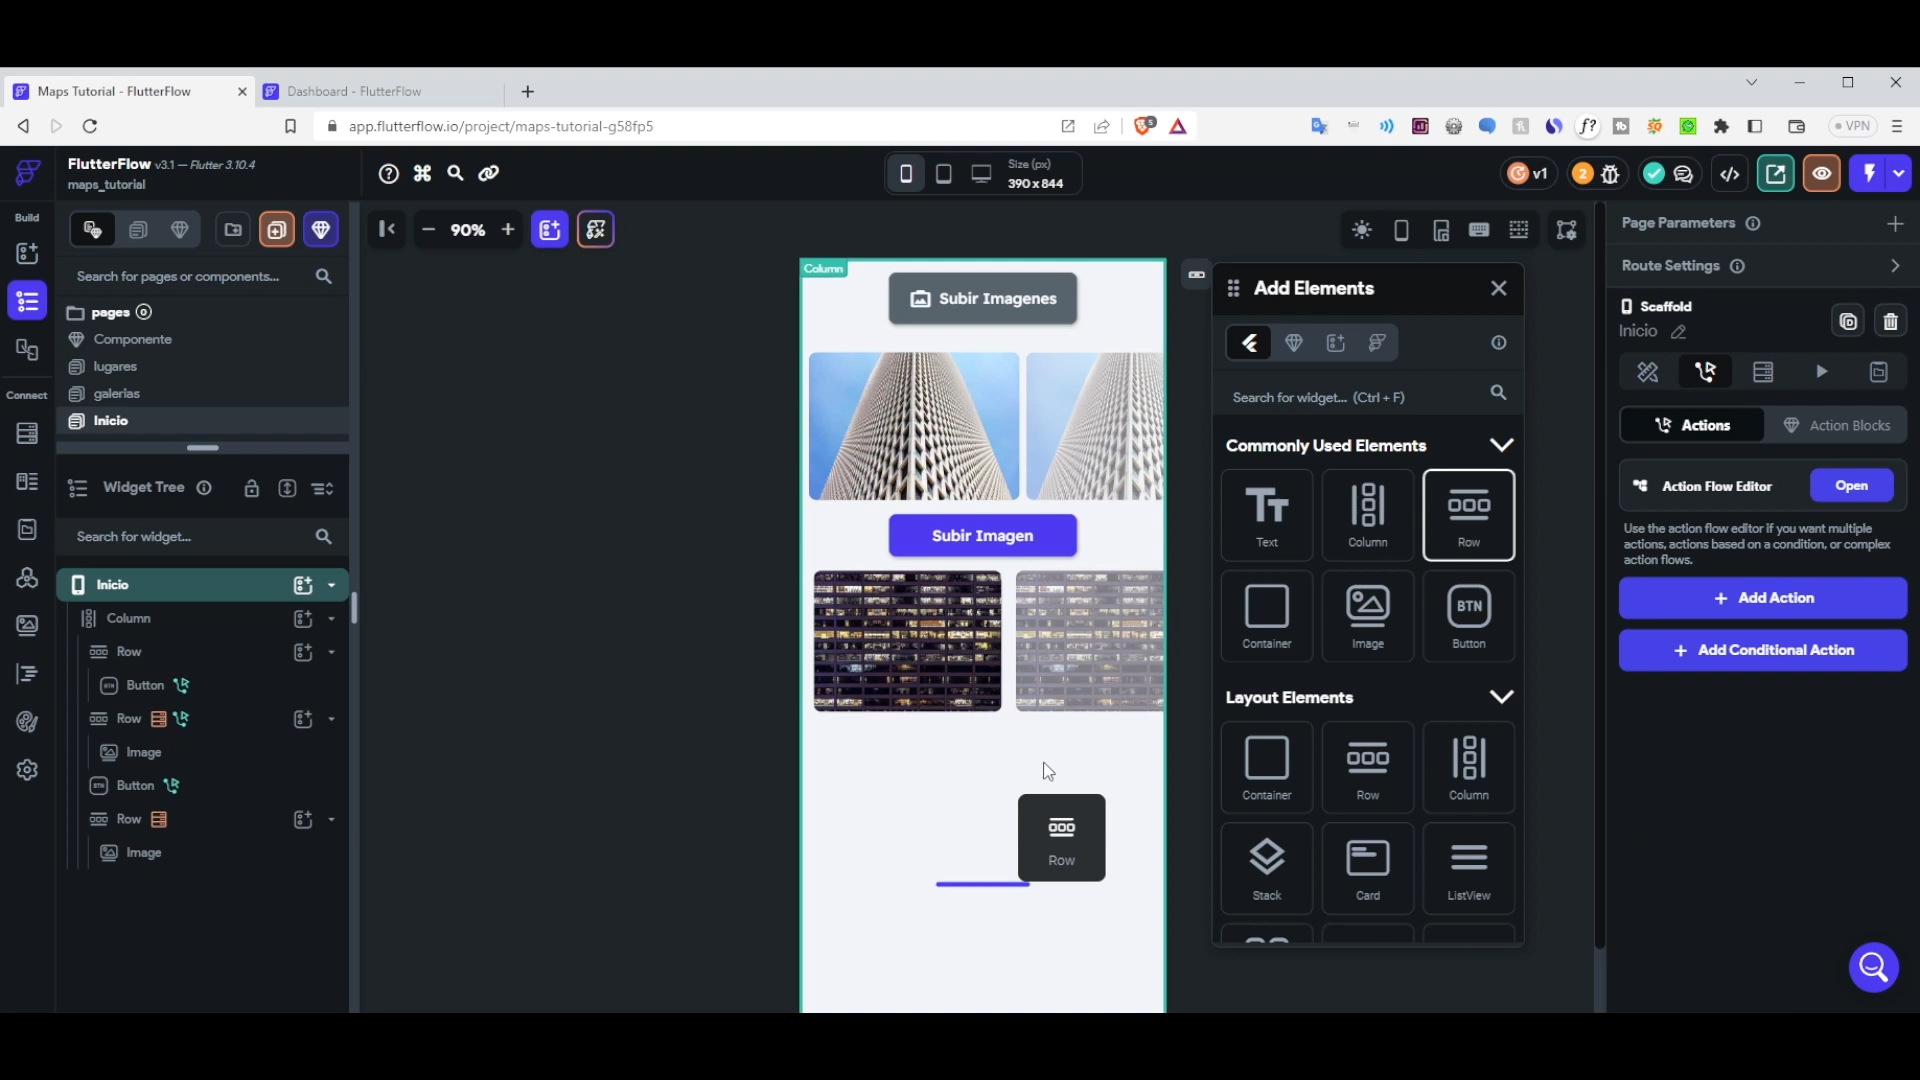 Maps Tutorial - FlutterFlow
Dashboard - FlutterFlow
app.flutterflow.io/project/maps-tutorial-g58fp5
VPN
FlutterFlow v3.1 — Flutter 3.10.4
maps_tutorial
Size (px)
390 x 844
v1
2
Build
Connect
90%
Search for pages or components...
pages 0
Componente
lugares
galerias
Inicio
Widget Tree
Search for widget...
Inicio
Column
Row
Button
Row
Image
Button
Row
Image
Column
Subir Imagenes
Subir Imagen
Row
Add Elements
Search for widget... (Ctrl + F)
Commonly Used Elements
Text
Column
Row
Container
Image
BTN
Button
Layout Elements
Container
Row
Column
Stack
Card
ListView
Page Parameters
Route Settings
Scaffold
Inicio
Actions
Action Blocks
Action Flow Editor
Open
Use the action flow editor if you want multiple
actions, actions based on a condition, or complex
action flows.
+ Add Action
+ Add Conditional Action